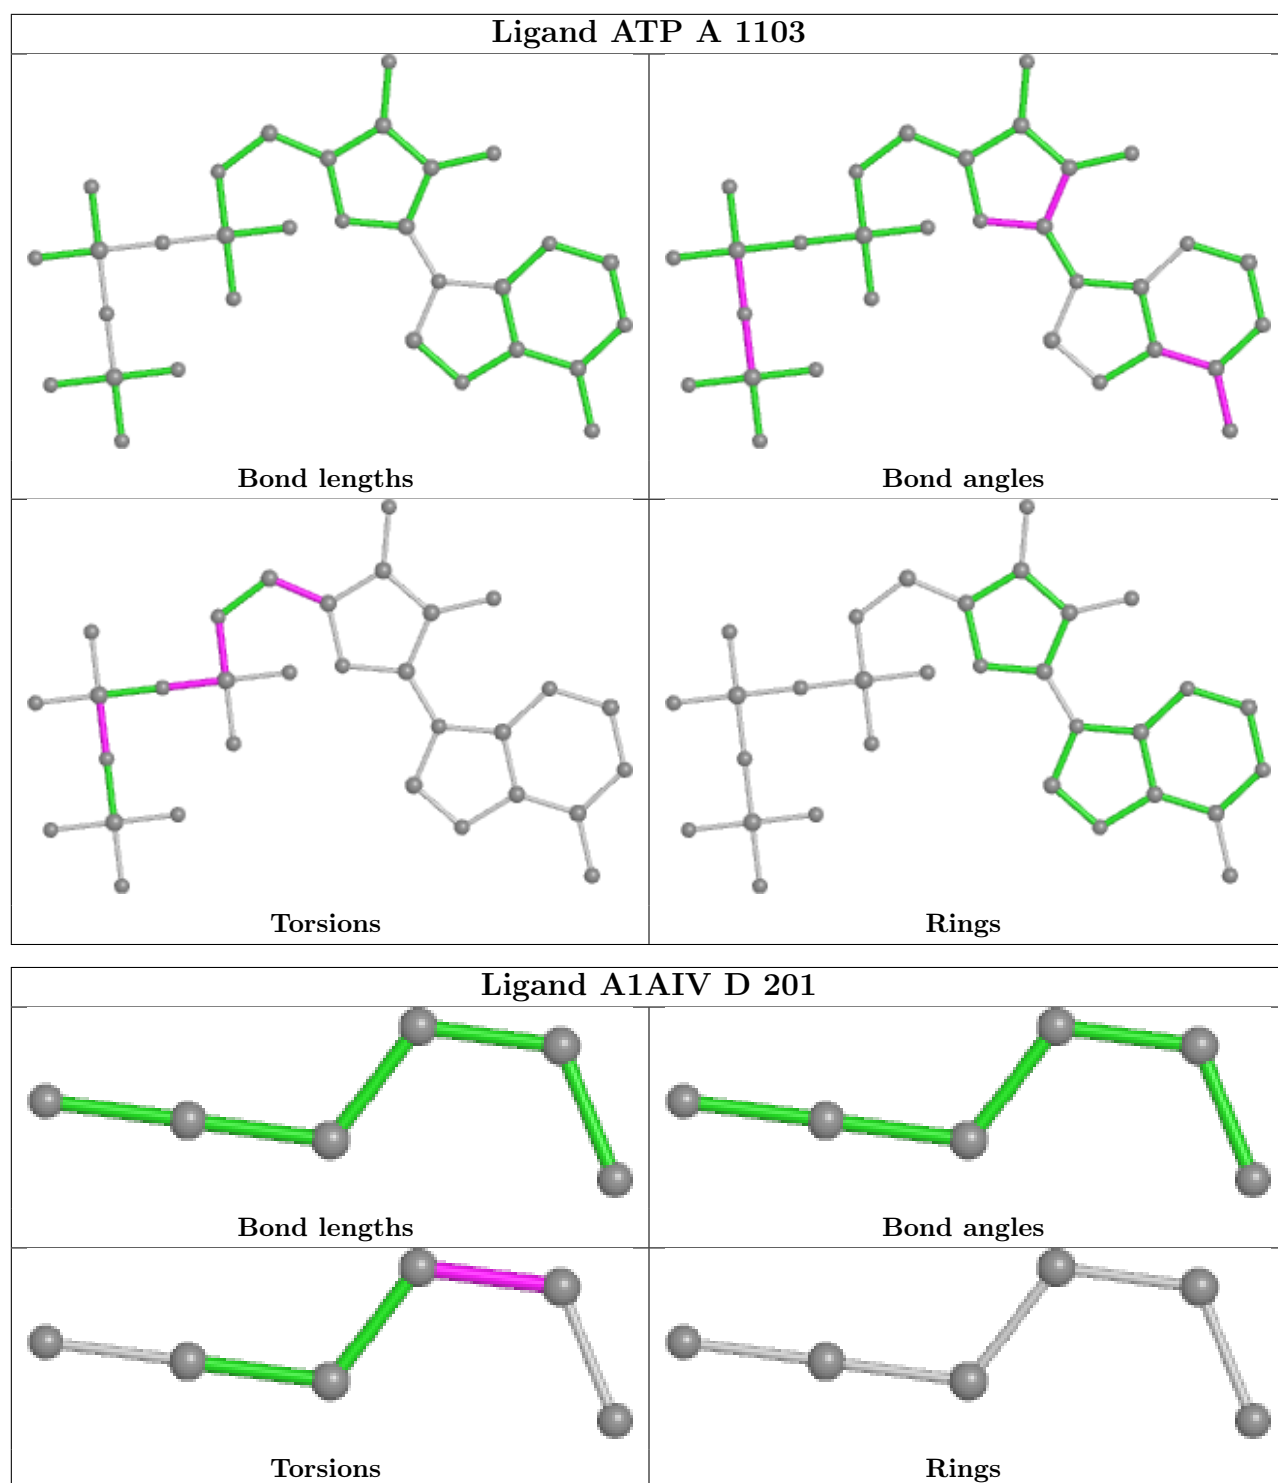 Ligand ATP A 1103
Bond lengths
Bond angles
Torsions
Rings
Ligand A1AIV D 201
Bond lengths
Bond angles
Torsions
Rings